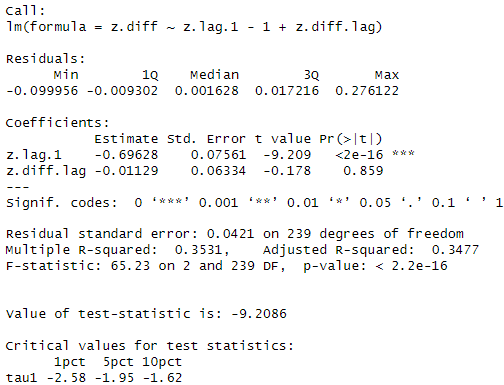 Call:
lm(formula = z.diff ~ z.lag.1 - 1 + z.diff.lag)
Residuals:
Min 1Q Median 3Q Max
-0.099956 -0.009302 0.001628 0.017216 0.276122
Coefficients:
Estimate Std. Error t value Pr(>|t|)
z.lag.1 -0.69628 0.07561 -9.209 <2e-16 ***
z.diff.lag -0.01129 0.06334 -0.178 0.859
---
Signif. codes: 0 ‘***’ 0.001 ‘**’ 0.01 ‘*’ 0.05 ‘.’ 0.1 ‘ ’ 1
Residual standard error: 0.0421 on 239 degrees of freedom
Multiple R-squared: 0.3531, Adjusted R-squared: 0.3477
F-statistic: 65.23 on 2 and 239 DF, p-value: < 2.2e-16
Value of test-statistic is: -9.2086
Critical values for test statistics:
1pct 5pct 10pct
tau1 -2.58 -1.95 -1.62